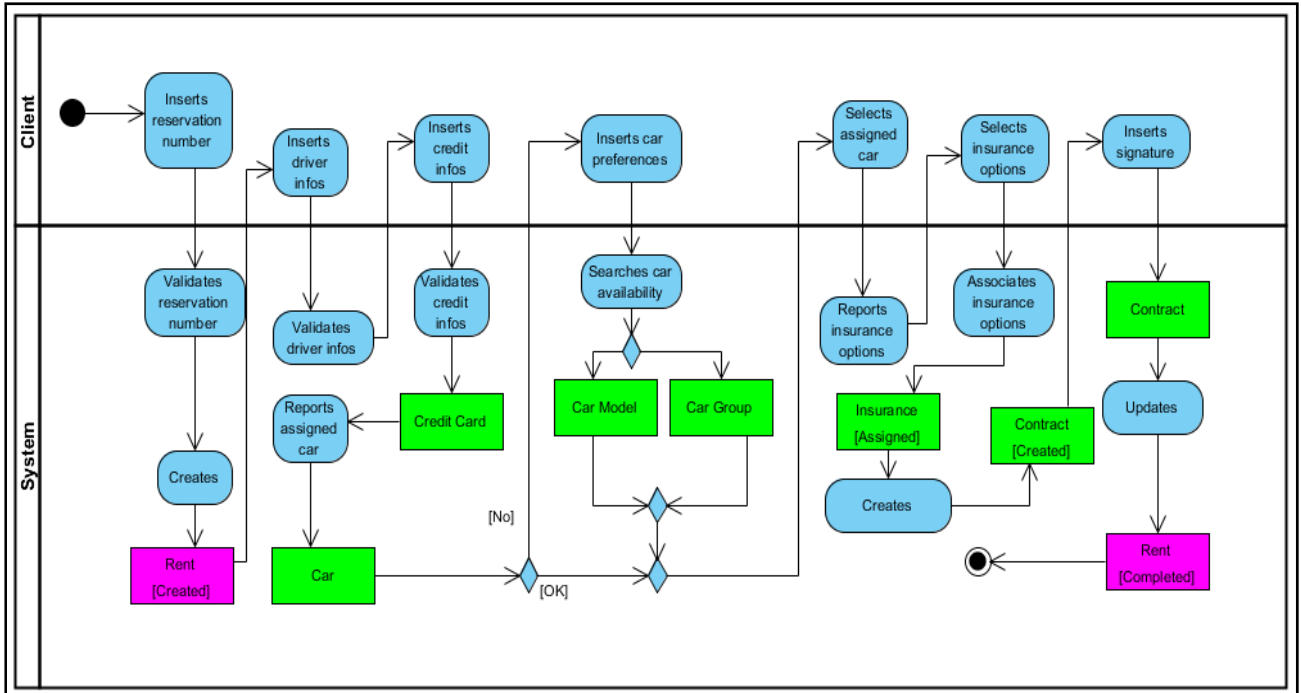 Client
Inserts
reservation
number
Inserts
driver
infos
Inserts
credit
infos
Inserts car
preferences
Selects
assigned
car
Selects
insurance
options
Inserts
signature
System
Validates
reservation
number
Validates
driver infos
Validates
credit
infos
Searches car
availability
Reports
insurance
options
Associates
insurance
options
Contract
Creates
Reports
assigned
car
Credit Card
Car Model
Car Group
Insurance
[Assigned]
Contract
[Created]
Updates
Creates
Rent
[Created]
Car
[No]
[OK]
Rent
[Completed]